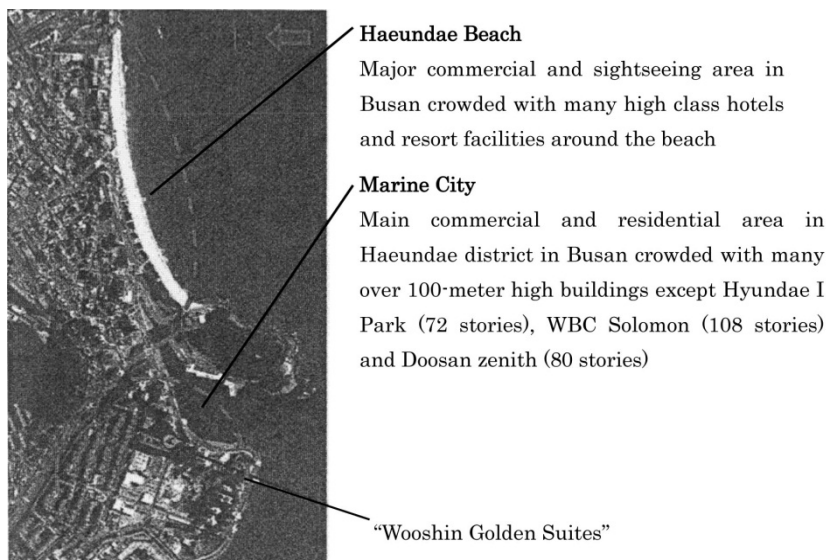 Haeundae Beach
Major commercial and sightseeing area in
Busan crowded with many high class hotels
and resort facilities around the beach
Marine City
Main commercial and residential area in
Haeundae district in Busan crowded with many
over 100-meter high buildings except Hyundae I
Park (72 stories), WBC Solomon (108 stories)
and Doosan zenith (80 stories)
“Wooshin Golden Suites”